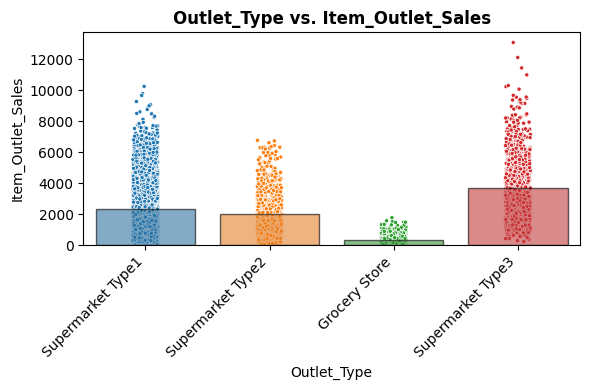 Outlet_Type vs. Item_Outlet_Sales
Item_Outlet_Sales
12000
10000
8000
6000
4000
2000
0
Supermarket Type1
Supermarket Type2
Grocery Store
Supermarket Type3
Outlet_Type